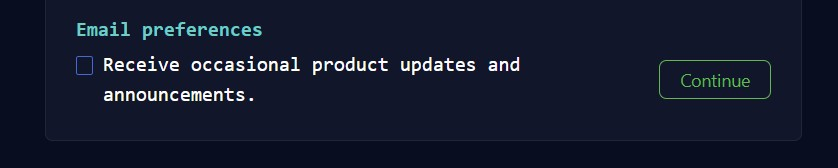 Email preferences
Receive occasional product updates and
announcements.
Continue